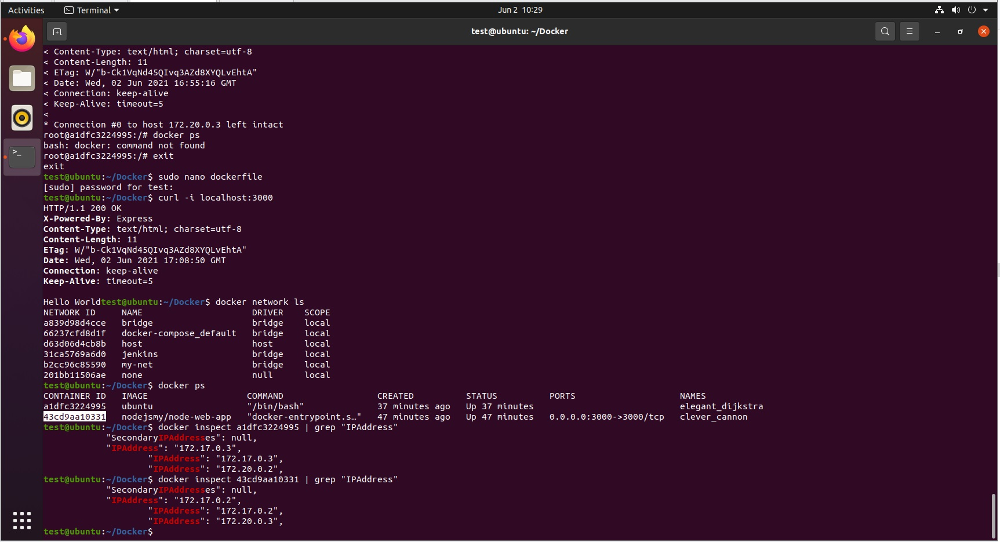 Activities
Terminal
Jun 2 10:29
test@ubuntu: ~/Docker
< Content-Type: text/html; charset=utf-8
< Content-Length: 11
< ETag: W/"b-Ck1VqNd45QIvq3AZd8XYQLvEhtA"
< Date: Wed, 02 Jun 2021 16:55:16 GMT
< Connection: keep-alive
< Keep-Alive: timeout=5
<
* Connection #0 to host 172.20.0.3 left intact
root@a1dfc3224995:/# docker ps
bash: docker: command not found
root@a1dfc3224995:/# exit
exit
test@ubuntu:~/Docker$ sudo nano dockerfile
[sudo] password for test:
test@ubuntu:~/Docker$ curl -i localhost:3000
HTTP/1.1 200 OK
X-Powered-By: Express
Content-Type: text/html; charset=utf-8
Content-Length: 11
ETag: W/"b-Ck1VqNd45QIvq3AZd8XYQLvEhtA"
Date: Wed, 02 Jun 2021 17:08:50 GMT
Connection: keep-alive
Keep-Alive: timeout=5
Hello Worldtest@ubuntu:~/Docker$ docker network ls
NETWORK ID NAME DRIVER SCOPE
a839d98d4cce bridge bridge local
66237cfd8d1f docker-compose_default bridge local
d63d06d4cb8b host host local
31ca5769a6d0 jenkins bridge local
b2cc96c85590 my-net bridge local
201bb11506ae none null local
test@ubuntu:~/Docker$ docker ps
CONTAINER ID IMAGE COMMAND CREATED STATUS PORTS NAMES
a1dfc3224995 ubuntu "/bin/bash" 37 minutes ago Up 37 minutes elegant_dijkstra
43cd9aa10331 nodejsmy/node-web-app "docker-entrypoint.s…" 47 minutes ago Up 47 minutes 0.0.0.0:3000->3000/tcp clever_cannon
test@ubuntu:~/Docker$ docker inspect a1dfc3224995 | grep "IPAddress"
"SecondaryIPAddresses": null,
"IPAddress": "172.17.0.3",
"IPAddress": "172.17.0.3",
"IPAddress": "172.20.0.2",
test@ubuntu:~/Docker$ docker inspect 43cd9aa10331 | grep "IPAddress"
"SecondaryIPAddresses": null,
"IPAddress": "172.17.0.2",
"IPAddress": "172.17.0.2",
"IPAddress": "172.20.0.3",
test@ubuntu:~/Docker$